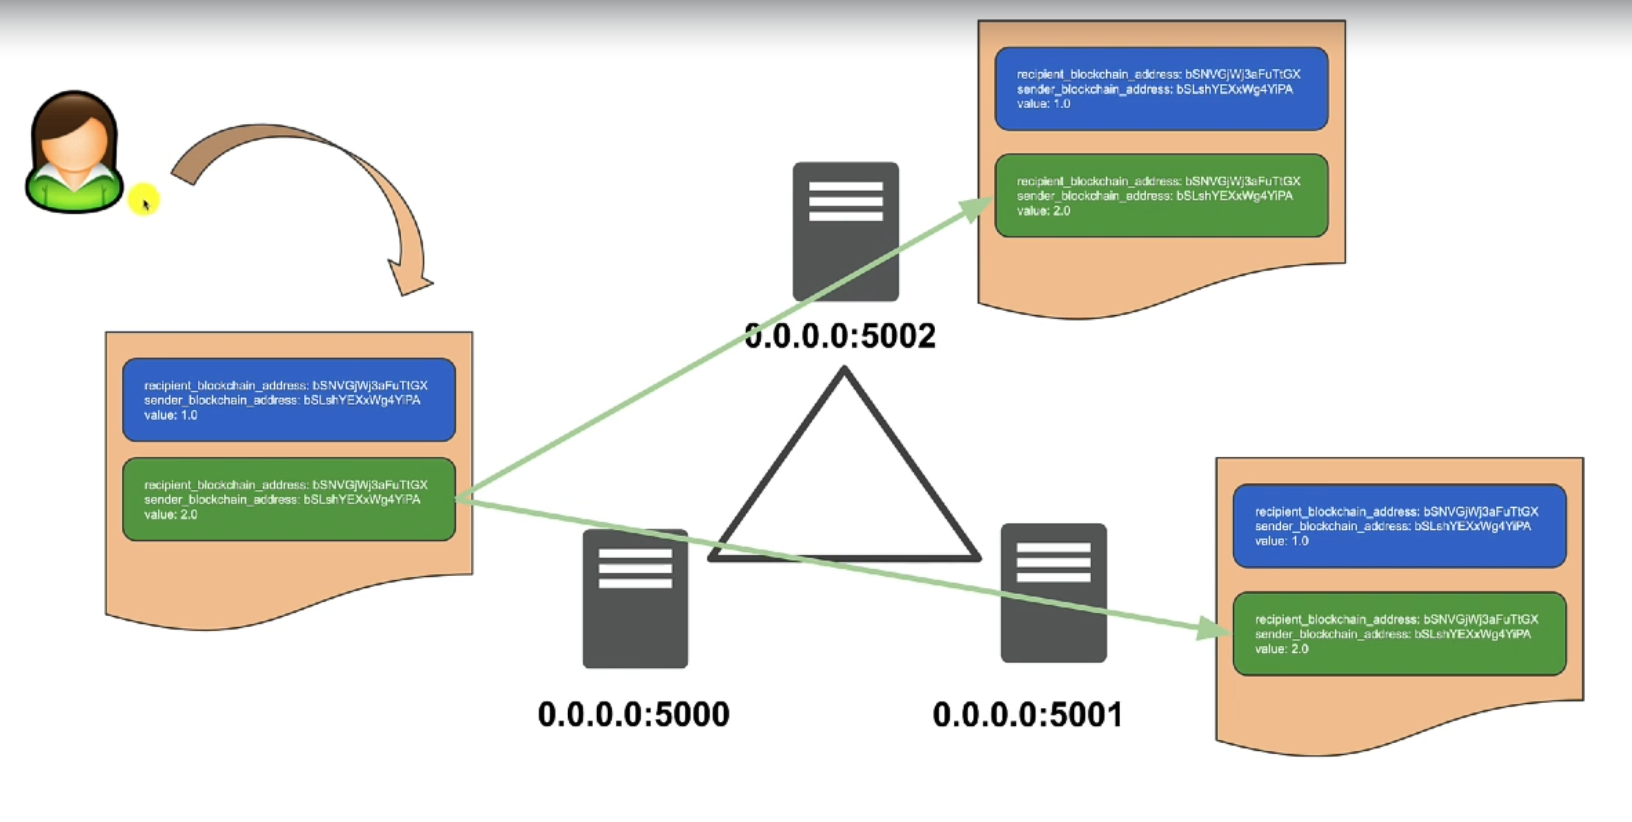 recipient_blockchain_address: bSNVGjWj3aFuTtGX
sender_blockchain_address: bSLshYEXxWg4YiPA
value: 1.0
recipient_blockchain_address: bSNVGjWj3aFuTtGX
sender_blockchain_address: bSLshYEXxWg4YiPA
value: 2.0
0.0.0.0:5002
recipient_blockchain_address: bSNVGjWj3aFuTtGX
sender_blockchain_address: bSLshYEXxWg4YiPA
value: 1.0
recipient_blockchain_address: bSNVGjWj3aFuTtGX
sender_blockchain_address: bSLshYEXxWg4YiPA
value: 2.0
recipient_blockchain_address: bSNVGjWj3aFuTtGX
sender_blockchain_address: bSLshYEXxWg4YiPA
value: 1.0
recipient_blockchain_address: bSNVGjWj3aFuTtGX
sender_blockchain_address: bSLshYEXxWg4YiPA
value: 2.0
0.0.0.0:5000
0.0.0.0:5001